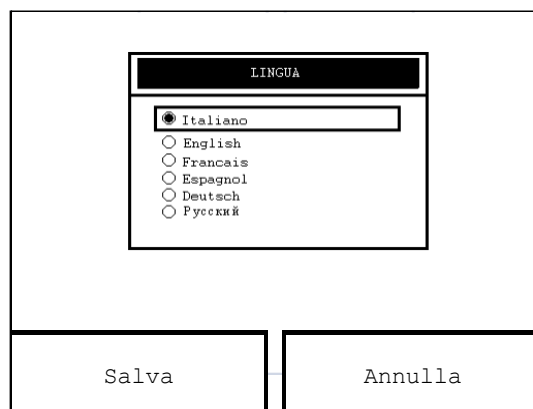 LINGUA
Italiano
English
Francais
Espagnol
Deutsch
Русский
Salva
Annulla